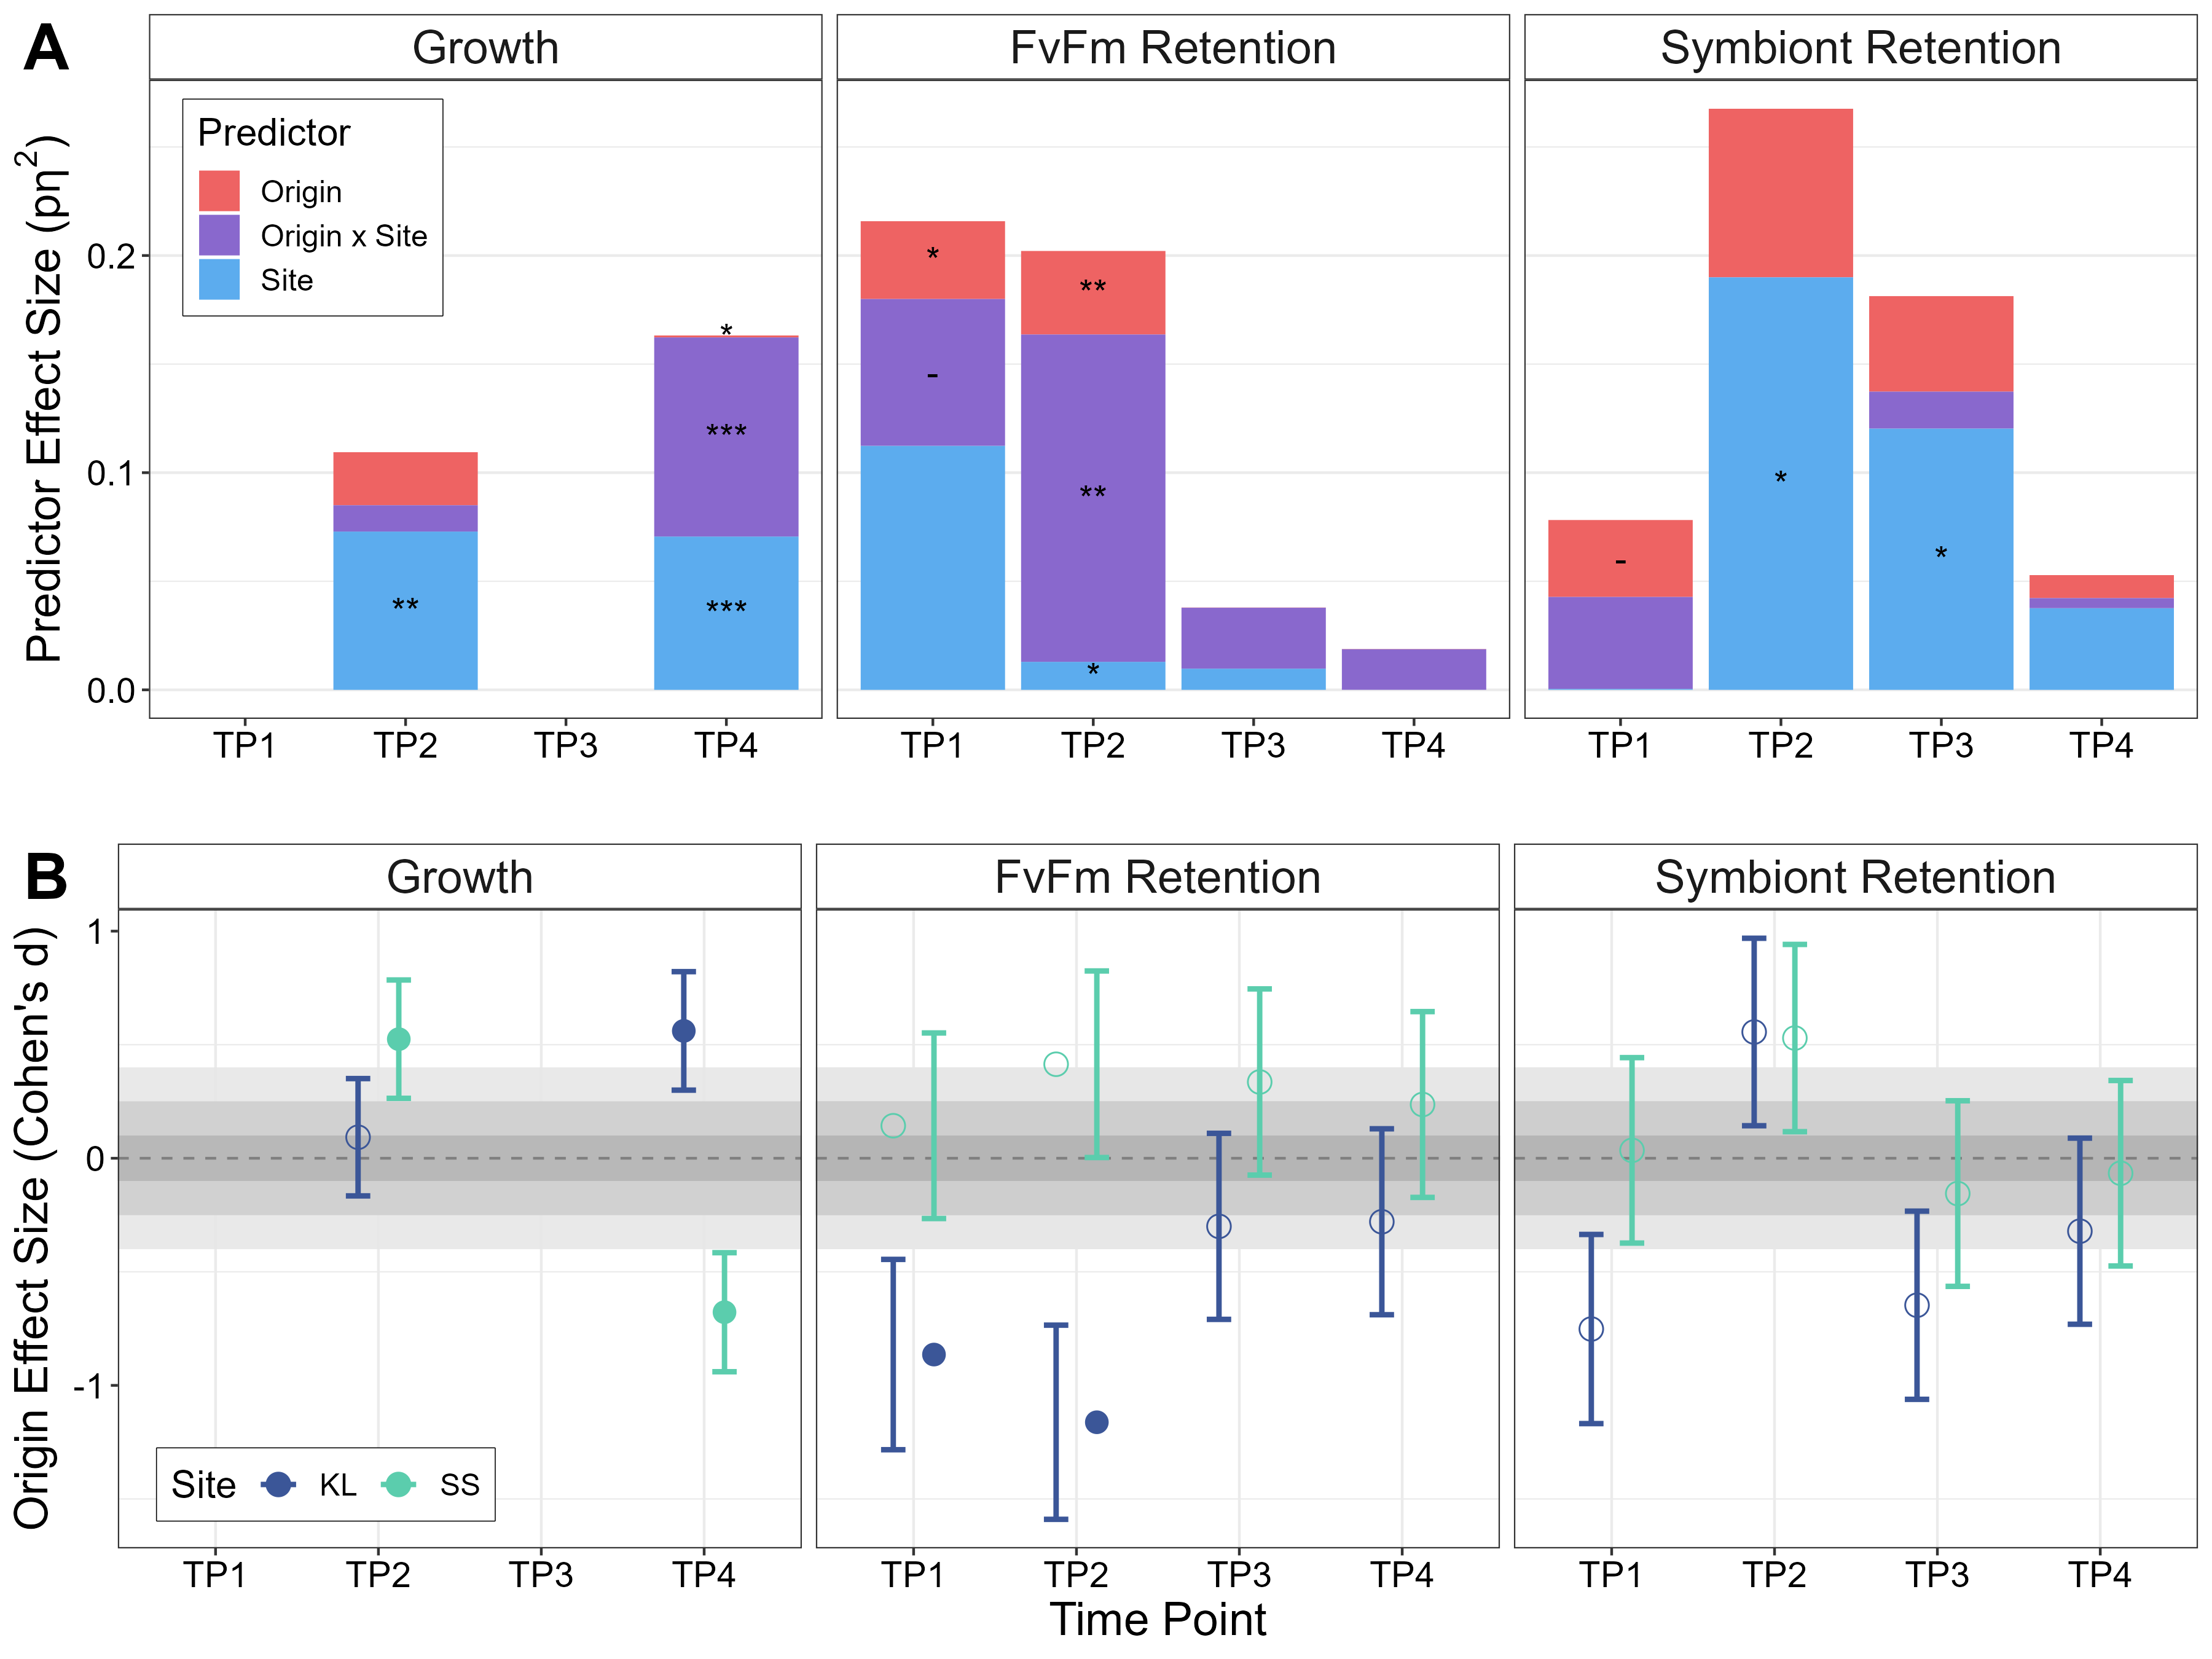 A
Growth
FvFm Retention
Symbiont Retention
Predictor Effect Size (pη²)
0.2
0.1
0.0
Predictor
Origin
Origin x Site
Site
**
*
***
***
*
-
**
**
*
-
*
*
TP1 TP2 TP3 TP4
TP1 TP2 TP3 TP4
TP1 TP2 TP3 TP4
B
Growth
FvFm Retention
Symbiont Retention
Origin Effect Size (Cohen's d)
1
0
-1
Site KL SS
TP1 TP2 TP3 TP4
TP1 TP2 TP3 TP4
TP1 TP2 TP3 TP4
Time Point